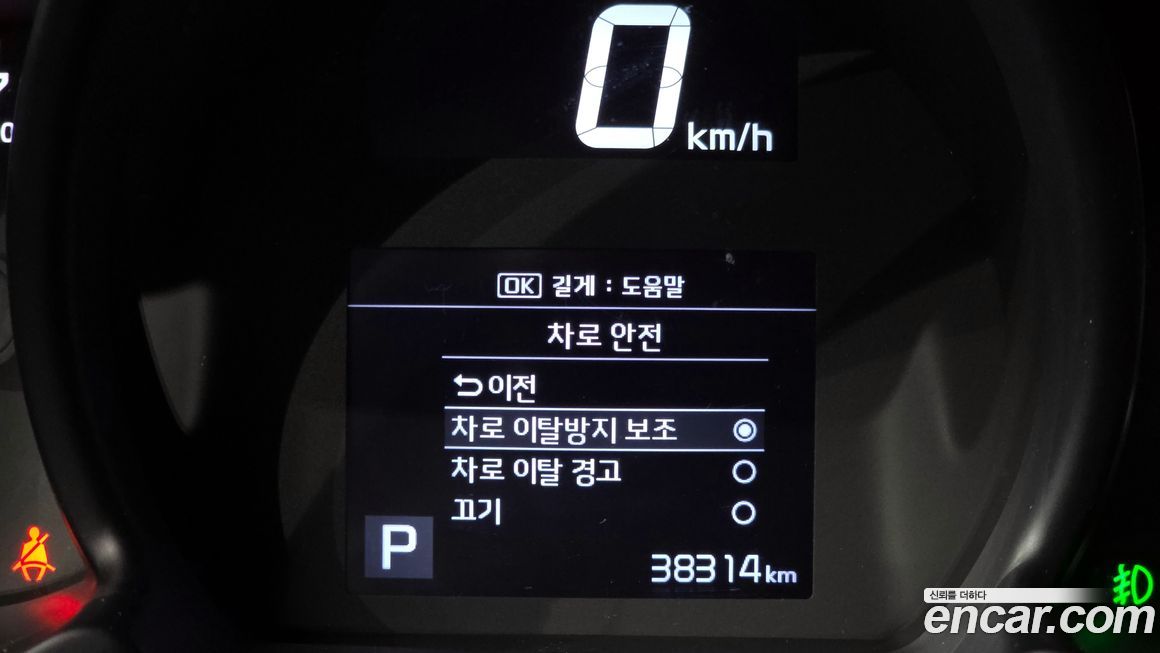 0 km/h
OK 길게 : 도움말
차로 안전
이전
차로 이탈방지 보조
차로 이탈 경고
끄기
P
38314 km
신뢰를 더하다
encar.com